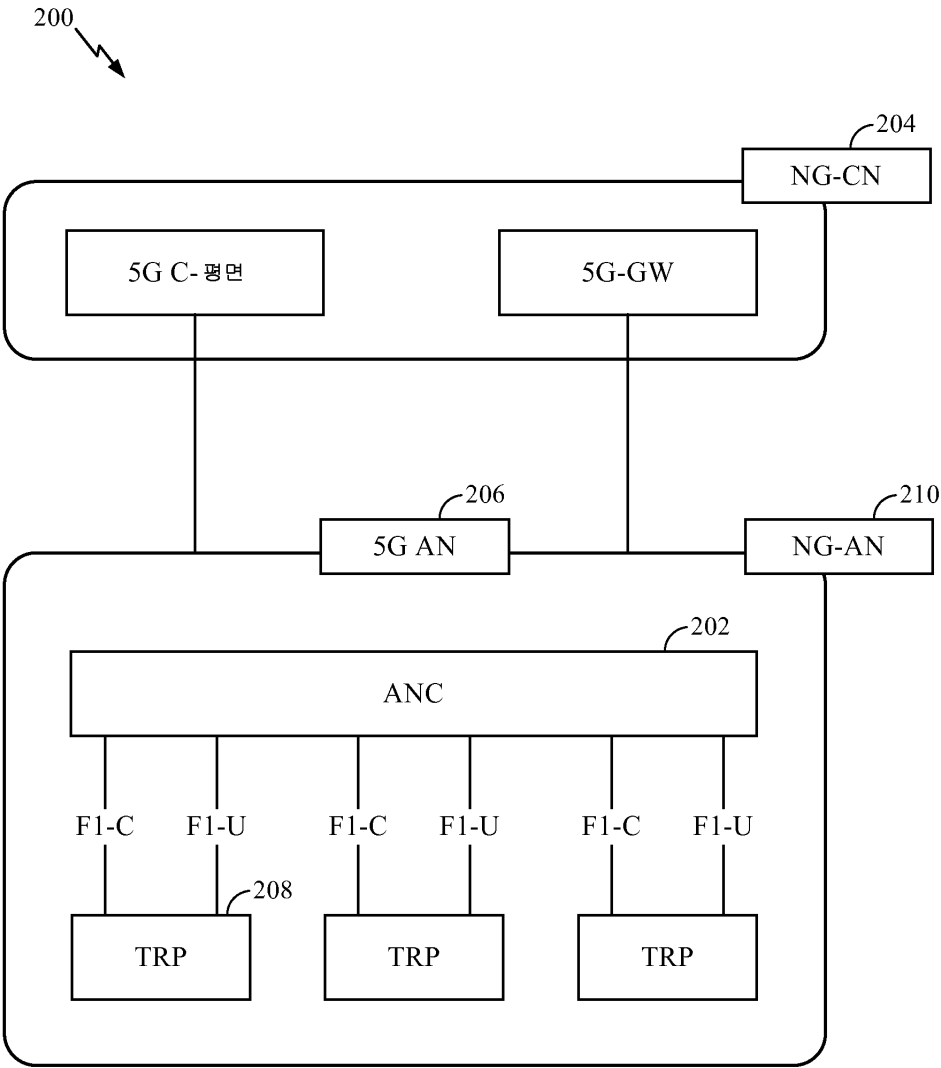 200
204
NG-CN
5G C- 평면
5G-GW
206
210
5G AN
NG-AN
202
ANC
F1-C
F1-U
F1-C
F1-U
F1-C
F1-U
208
TRP
TRP
TRP